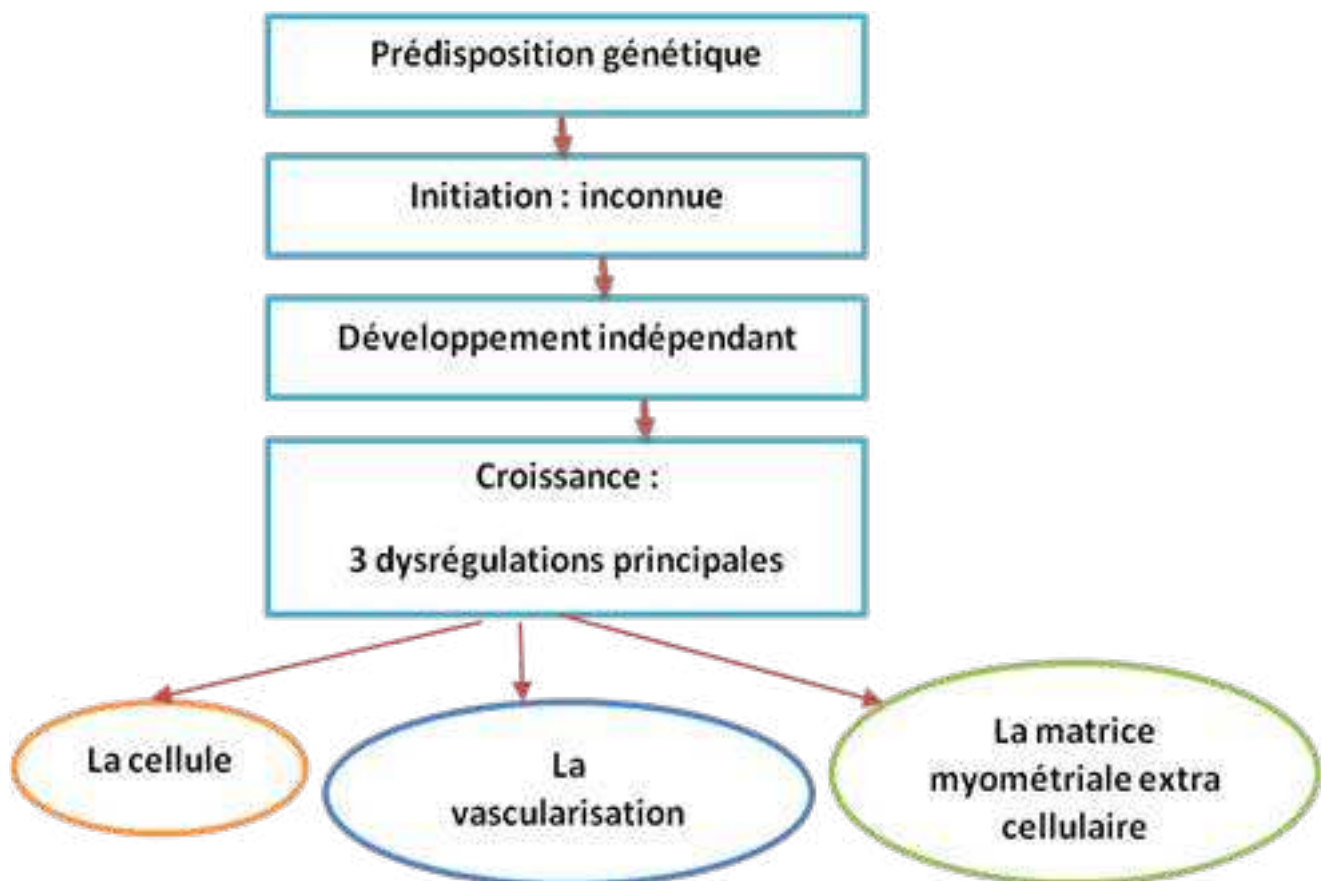 Prédisposition génétique
Initiation : inconnue
Développement indépendant
Croissance :
3 dysrégulations principales
La cellule
La
vascularisation
La matrice
myométriale extra
cellulaire